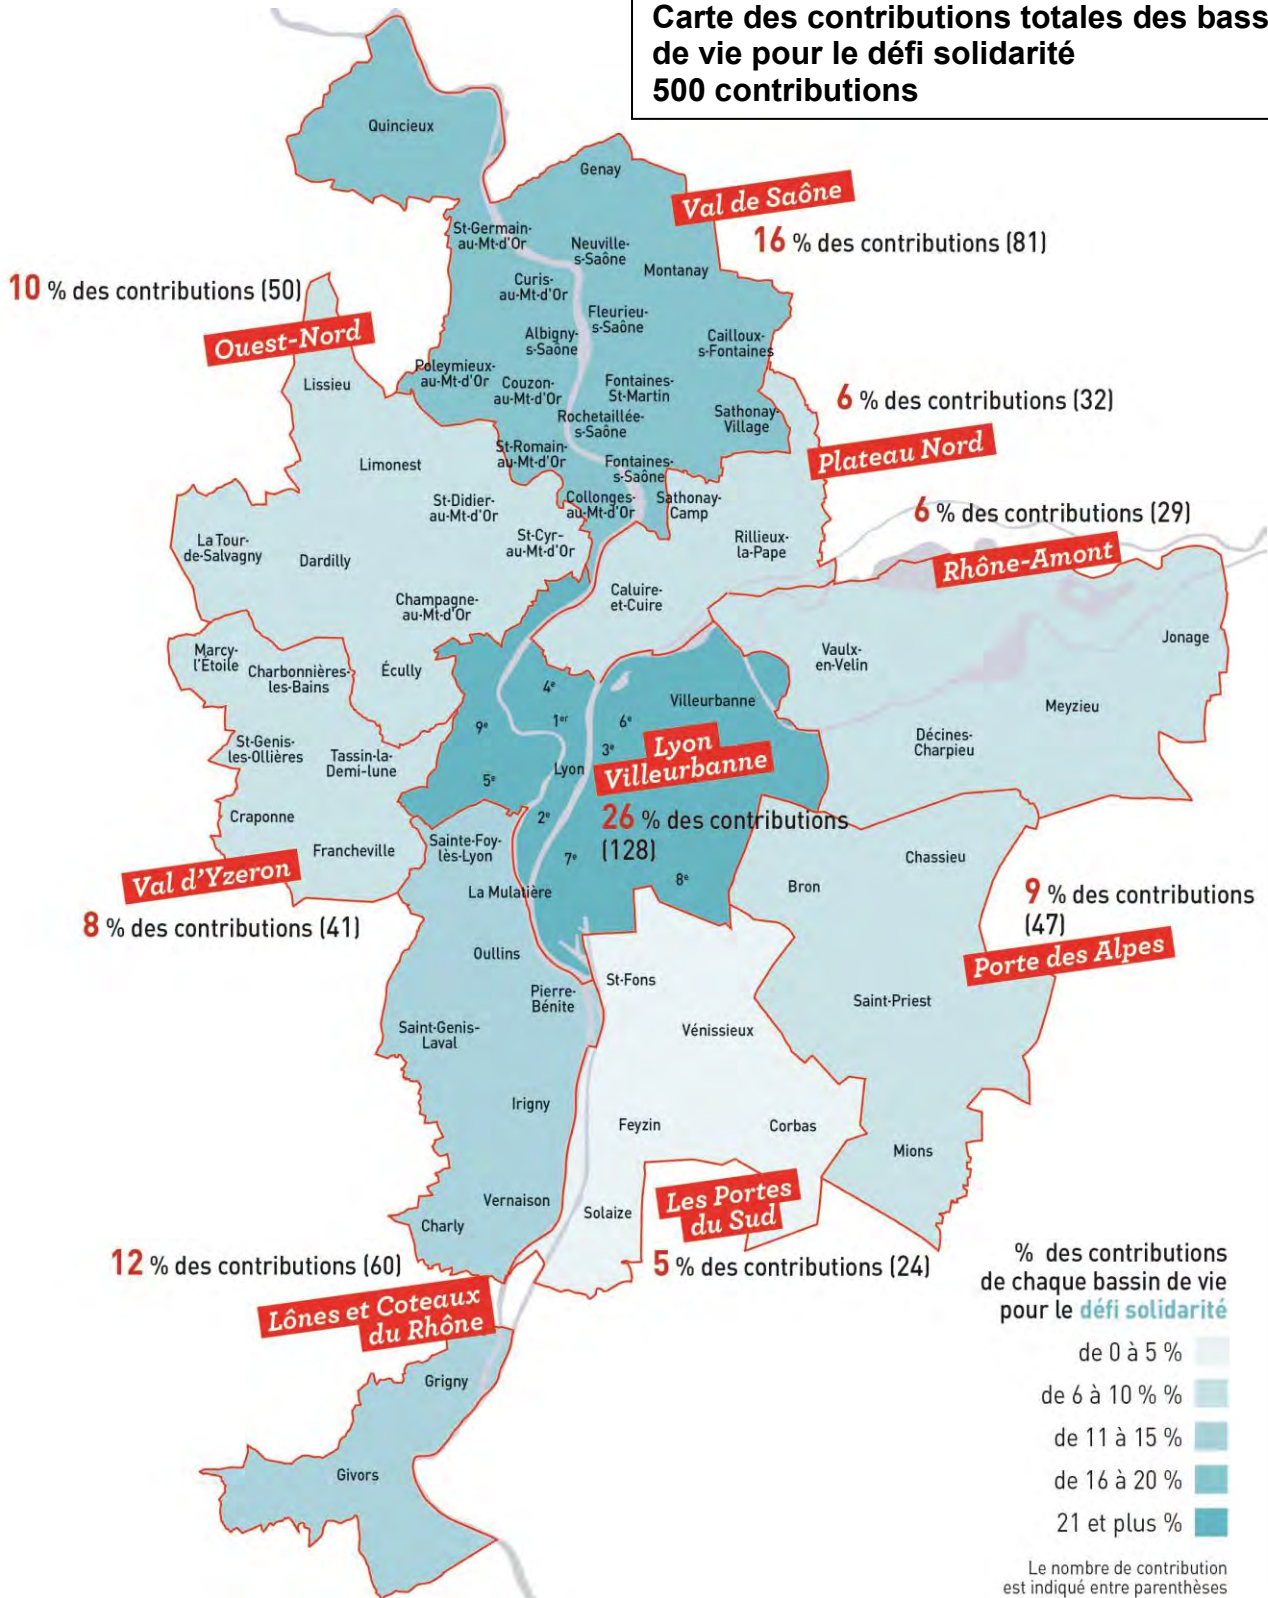 Carte des contributions totales des bass
de vie pour le défi solidarité
500 contributions
Quincieux
Genay
Val de Saône
16 % des contributions (81)
St-Germain-
au-Mt-d'Or
Neuville-
s-Saône
Montanay
Curis-
au-Mt-d'Or
Fleurieu-
s-Saône
Albigny-
s-Saône
Cailloux-
s-Fontaines
Poleymieux-
au-Mt-d'Or
Couzon-
au-Mt-d'Or
Fontaines-
St-Martin
Rochetaillée-
s-Saône
Sathonay-
Village
St-Romain-
au-Mt-d'Or
Fontaines-
s-Saône
Collonges-
au-Mt-d'Or
10 % des contributions (50)
Ouest-Nord
Lissieu
Limonest
St-Didier-
au-Mt-d'Or
St-Cyr-
au-Mt-d'Or
La Tour-
de-Salvagny
Dardilly
Champagne-
au-Mt-d'Or
Écully
6 % des contributions (32)
Plateau Nord
Sathonay-
Camp
Rillieux-
la-Pape
Caluire-
et-Cuire
6 % des contributions (29)
Rhône-Amont
Jonage
Vaulx-
en-Velin
Meyzieu
Décines-
Charpieu
Marcy-
l'Étoile
Charbonnières-
les-Bains
St-Genis-
les-Ollières
Tassin-la-
Demi-lune
Craponne
Francheville
Val d'Yzeron
8 % des contributions (41)
4e
1er
6e
9e
3e
Lyon
5e
2e
7e
8e
Villeurbanne
Lyon
Villeurbanne
26 % des contributions
(128)
Chassieu
Bron
9 % des contributions
(47)
Porte des Alpes
Saint-Priest
Mions
Sainte-Foy-
lès-Lyon
La Mulatière
Oullins
Pierre-
Bénite
Saint-Genis-
Laval
Irigny
Vernaison
Charly
St-Fons
Vénissieux
Feyzin
Corbas
Solaize
Les Portes
du Sud
5 % des contributions (24)
12 % des contributions (60)
Lônes et Coteaux
du Rhône
Grigny
Givors
% des contributions
de chaque bassin de vie
pour le défi solidarité
de 0 à 5 %
de 6 à 10 % %
de 11 à 15 %
de 16 à 20 %
21 et plus %
Le nombre de contribution
est indiqué entre parenthèses